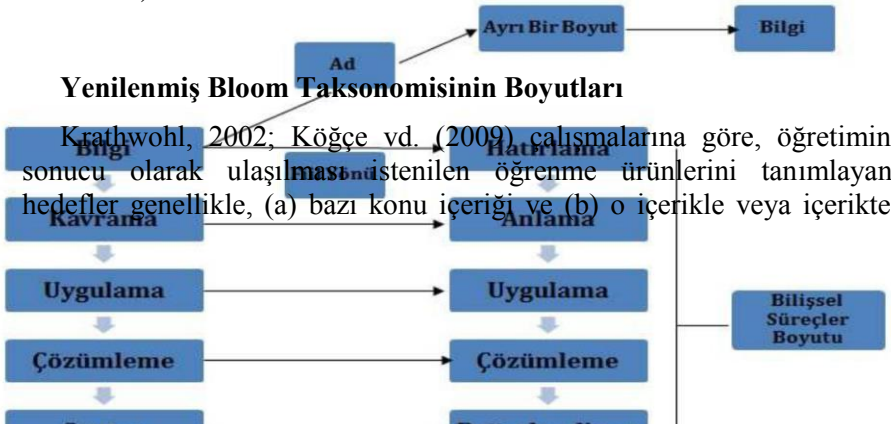 Ayrı Bir Boyut
Bilgi
Ad
Yenilenmiş Bloom Taksonomisinin Boyutları
Krathwohl, 2002; Köğçe vd. (2009) çalışmalarına göre, öğretimin
sonucu olarak ulaşılması istenilen öğrenme ürünlerini tanımlayan
hedefler genellikle, (a) bazı konu içeriği ve (b) o içerikle veya içerikte
Bilgi
Hatırlama
Kavrama
Anlama
Uygulama
Uygulama
Bilişsel
Süreçler
Boyutu
Çözümleme
Çözümleme